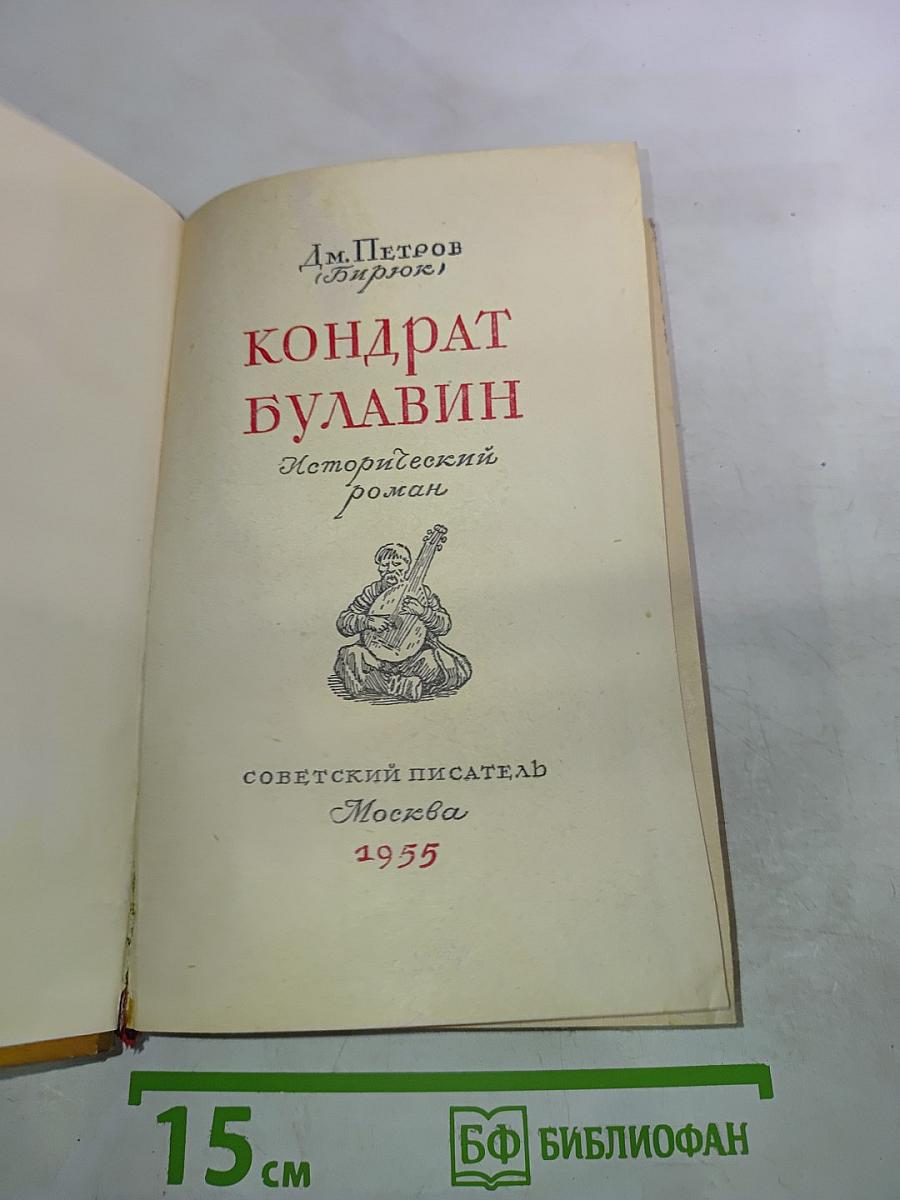 Дм. Петров
(Бирюк)
КОНДРАТ
БУЛАВИН
Исторический
роман
СОВЕТСКИЙ ПИСАТЕЛЬ
Москва
1955
15 см
БФ БИБЛИОФАН